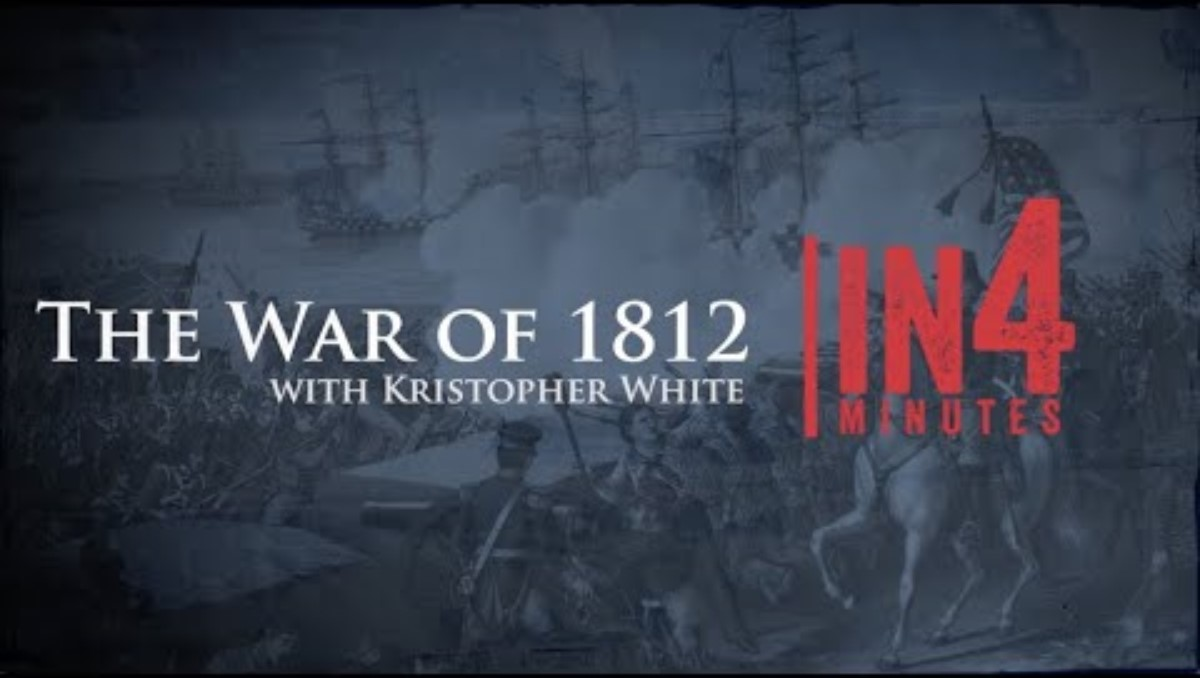 The War of 1812
with Kristopher White
IN4
MINUTES